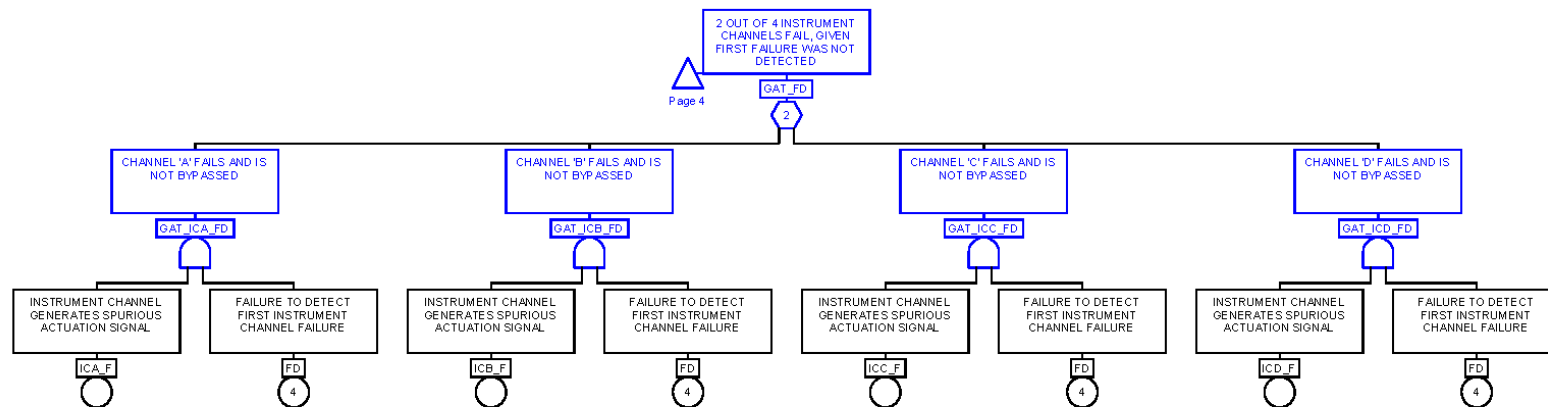 2 OUT OF 4 INSTRUMENT
CHANNELS FAIL, GIVEN
FIRST FAILURE WAS NOT
DETECTED
Page 4
GAT_FD
2
CHANNEL 'A' FAILS AND IS
NOT BYPASSED
GAT_ICA_FD
CHANNEL 'B' FAILS AND IS
NOT BYPASSED
GAT_ICB_FD
CHANNEL 'C' FAILS AND IS
NOT BYPASSED
GAT_ICC_FD
CHANNEL 'D' FAILS AND IS
NOT BYPASSED
GAT_ICD_FD
INSTRUMENT CHANNEL
GENERATES SPURIOUS
ACTUATION SIGNAL
ICA_F
FAILURE TO DETECT
FIRST INSTRUMENT
CHANNEL FAILURE
FD
4
INSTRUMENT CHANNEL
GENERATES SPURIOUS
ACTUATION SIGNAL
ICB_F
FAILURE TO DETECT
FIRST INSTRUMENT
CHANNEL FAILURE
FD
4
INSTRUMENT CHANNEL
GENERATES SPURIOUS
ACTUATION SIGNAL
ICC_F
FAILURE TO DETECT
FIRST INSTRUMENT
CHANNEL FAILURE
FD
4
INSTRUMENT CHANNEL
GENERATES SPURIOUS
ACTUATION SIGNAL
ICD_F
FAILURE TO DETECT
FIRST INSTRUMENT
CHANNEL FAILURE
FD
4